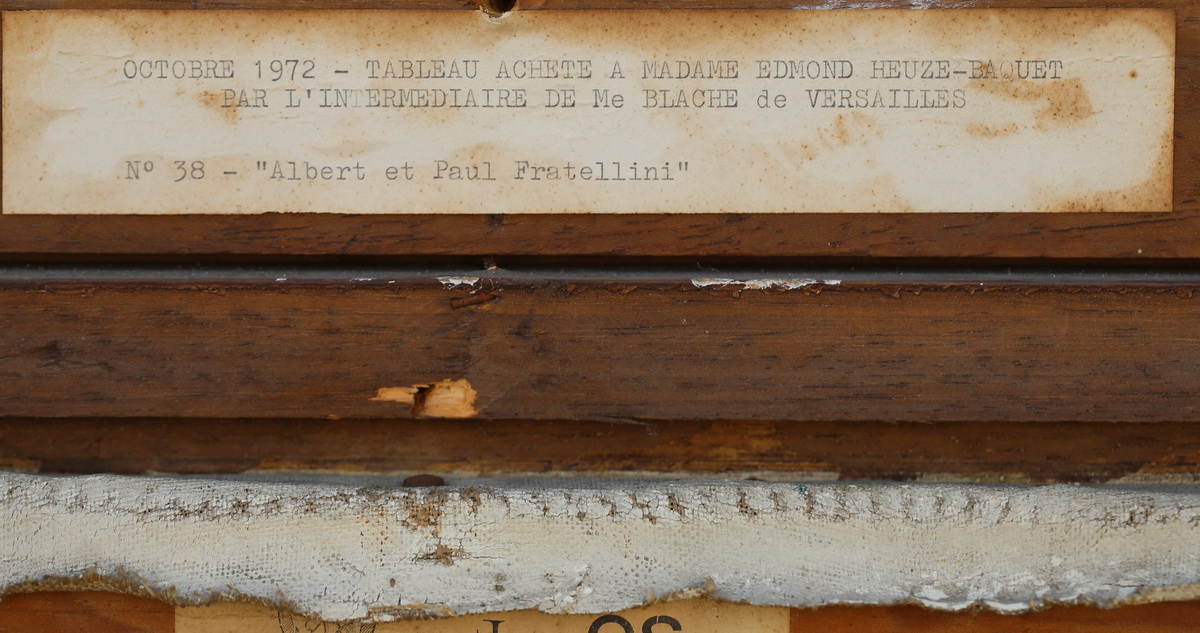 OCTOBRE 1972 - TABLEAU ACHETE A MADAME EDMOND HEUZE-BAQUET
PAR L'INTERMEDIAIRE DE Me BLACHE de VERSAILLES
Nº 38 - "Albert et Paul Fratellini"